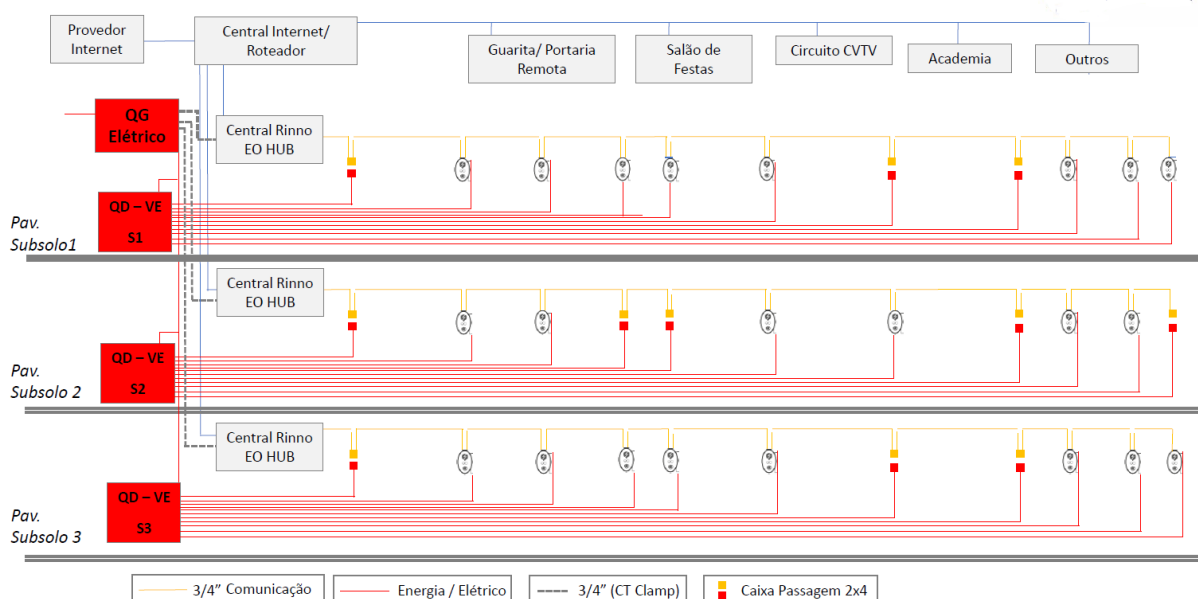 Provedor
Internet
Central Internet/
Roteador
Guarita/ Portaria
Remota
Salão de
Festas
Circuito CVTV
Academia
Outros
QG
Elétrico
Central Rinno
EO HUB
QD – VE
S1
Pav.
Subsolo1
Central Rinno
EO HUB
QD – VE
S2
Pav.
Subsolo 2
Central Rinno
EO HUB
QD – VE
S3
Pav.
Subsolo 3
3/4” Comunicação
Energia / Elétrico
3/4” (CT Clamp)
Caixa Passagem 2x4